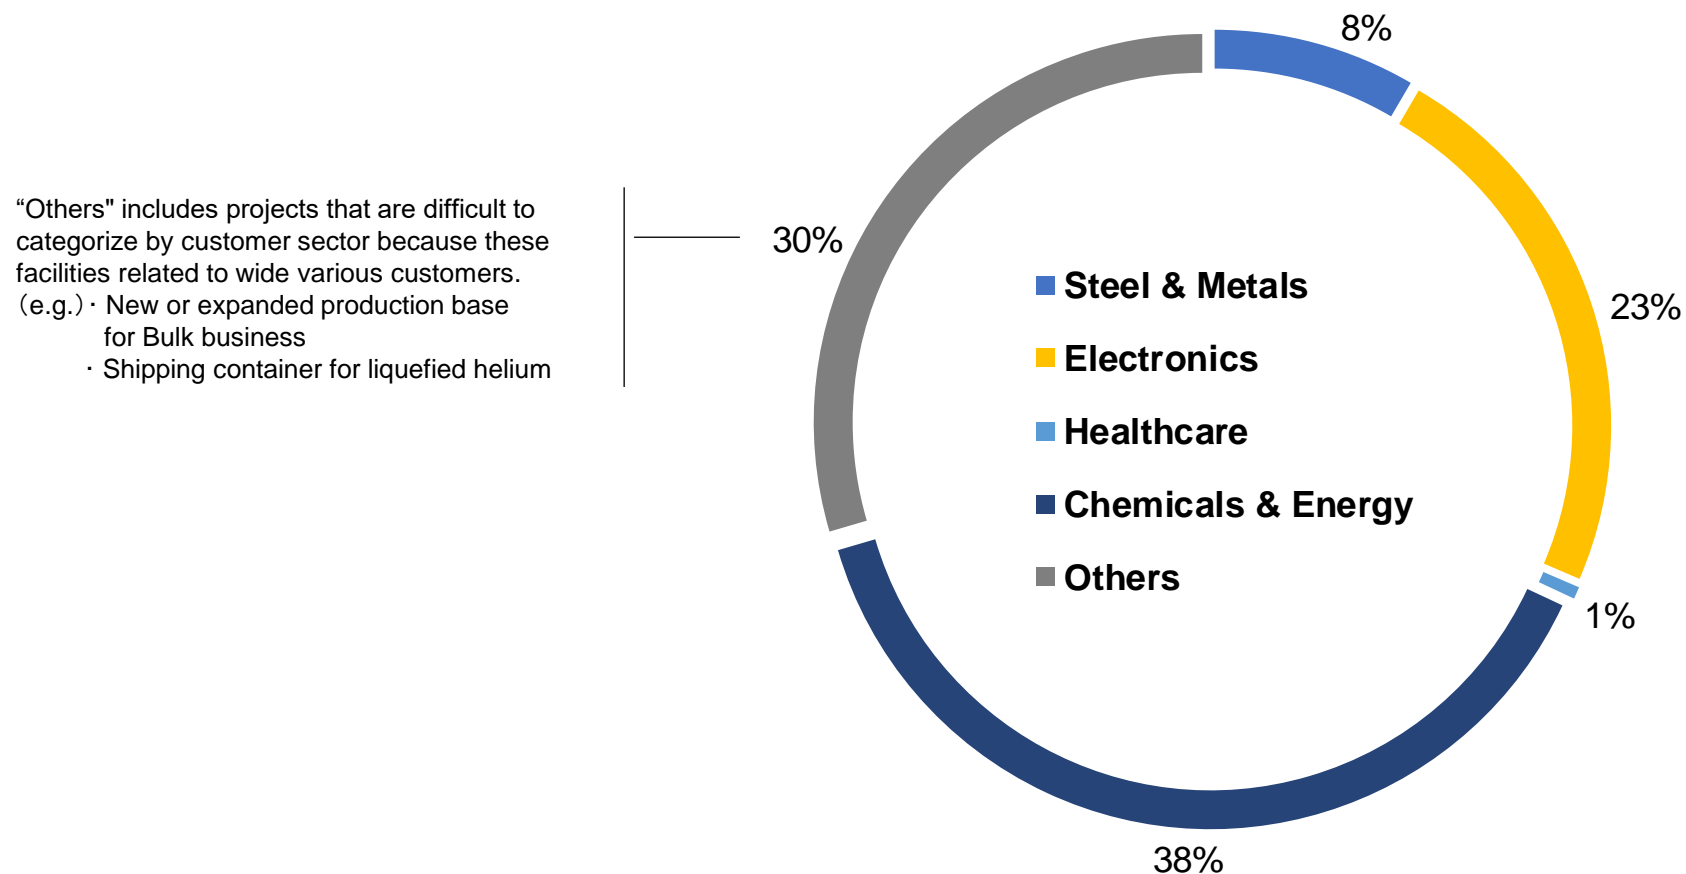 8%
“Others" includes projects that are difficult to
categorize by customer sector because these
facilities related to wide various customers.
（e.g.）・ New or expanded production base
for Bulk business
・ Shipping container for liquefied helium
30%
Steel & Metals
23%
Electronics
Healthcare
Chemicals & Energy
Others
1%
38%